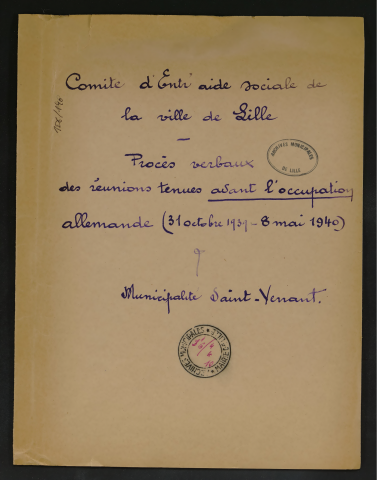 Comité d'Entr'aide sociale de
la ville de Lille
—
Procès verbaux
ARCHIVES MUNICIPALES
DE LILLE
des réunions tenues avant l'occupation
allemande (31 octobre 1939 - 8 mai 1940)
Municipalité Saint-Venant.